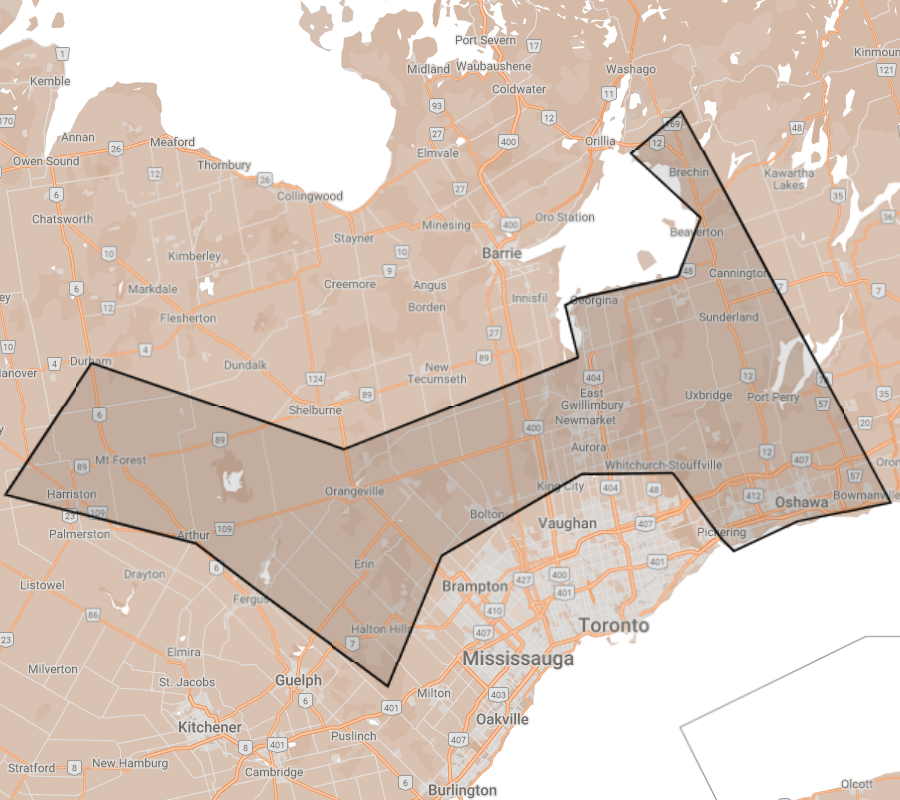 Port Severn
17
1
Midland
Waubaushene
Washago
Kinmoun
121
Kemble
Coldwater
11
93
170
12
Annan
26
Meaford
27
400
Orillia
69
12
48
Elmvale
Owen Sound
Thornbury
12
26
Brechin
Kawartha
Lakes
6
Collingwood
27
35
Chatsworth
Minesing
400
Oro Station
36
Stayner
Beaverton
10
Kimberley
10
Barrie
9
48
Cannington
6
Markdale
Creemore
Angus
Innisfil
Georgina
7
7
ey
12
Borden
Flesherton
Sunderland
10
27
4
4
Durham
Dundalk
89
anover
New
Tecumseth
124
404
12
7
89
East
Gwillimbury
Uxbridge
Port Perry
35
Shelburne
57
6
Newmarket
20
400
89
Aurora
12
Mt Forest
89
Whitchurch-Stouffville
407
Oron
57
King City
404
48
Harriston
Orangeville
412
Oshawa
Bowmanville
109
23
Bolton
Vaughan
407
Palmerston
Arthur
109
Pickering
6
Erin
401
Drayton
400
427
Listowel
Brampton
401
Fergus
86
410
Toronto
23
Halton Hills
407
7
Elmira
Mississauga
Milverton
Guelph
St. Jacobs
Milton
403
6
401
Kitchener
Oakville
Puslinch
407
8
401
New Hamburg
Stratford
8
Cambridge
6
Burlington
Olcott